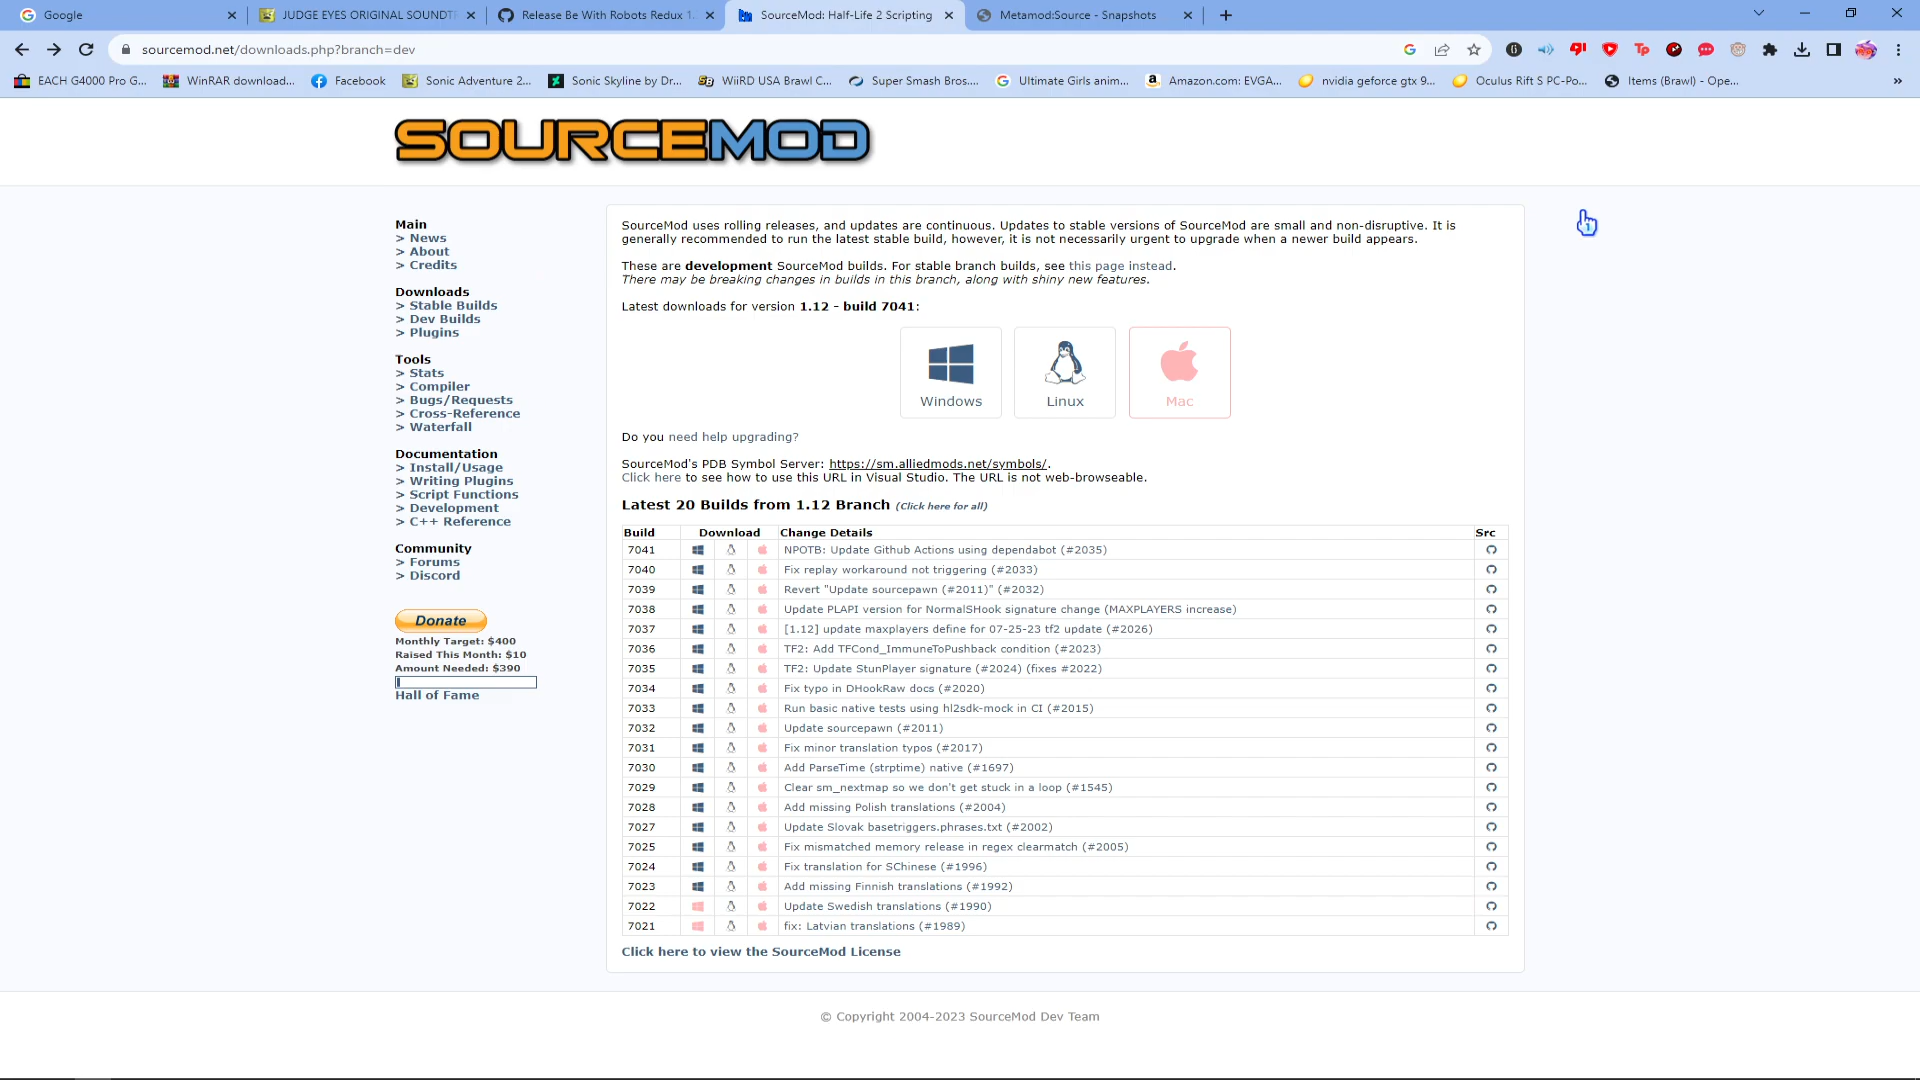 Google
JUDGE EYES ORIGINAL SOUNDTR
Release Be With Robots Redux 1.
SourceMod: Half-Life 2 Scripting
Metamod:Source - Snapshots
sourcemod.net/downloads.php?branch=dev
EACH G4000 Pro G...
WinRAR download...
Facebook
Sonic Adventure 2...
Sonic Skyline by Dr...
WiiRD USA Brawl C...
Super Smash Bros....
Ultimate Girls anim...
Amazon.com: EVGA...
nvidia geforce gtx 9...
Oculus Rift S PC-Po...
Items (Brawl) - Ope...
»
SOURCEMOD
Main
> News
> About
> Credits
Downloads
> Stable Builds
> Dev Builds
> Plugins
Tools
> Stats
> Compiler
> Bugs/Requests
> Cross-Reference
> Waterfall
Documentation
> Install/Usage
> Writing Plugins
> Script Functions
> Development
> C++ Reference
Community
> Forums
> Discord
Donate
Monthly Target: $400
Raised This Month: $10
Amount Needed: $390
Hall of Fame
SourceMod uses rolling releases, and updates are continuous. Updates to stable versions of SourceMod are small and non-disruptive. It is
generally recommended to run the latest stable build, however, it is not necessarily urgent to upgrade when a newer build appears.
These are development SourceMod builds. For stable branch builds, see this page instead.
There may be breaking changes in builds in this branch, along with shiny new features.
Latest downloads for version 1.12 - build 7041:
Windows
Linux
Mac
Do you need help upgrading?
SourceMod's PDB Symbol Server: https://sm.alliedmods.net/symbols/.
Click here to see how to use this URL in Visual Studio. The URL is not web-browseable.
Latest 20 Builds from 1.12 Branch (Click here for all)
Build Download Change Details Src
7041 NPOTB: Update Github Actions using dependabot (#2035)
7040 Fix replay workaround not triggering (#2033)
7039 Revert "Update sourcepawn (#2011)" (#2032)
7038 Update PLAPI version for NormalSHook signature change (MAXPLAYERS increase)
7037 [1.12] update maxplayers define for 07-25-23 tf2 update (#2026)
7036 TF2: Add TFCond_ImmuneToPushback condition (#2023)
7035 TF2: Update StunPlayer signature (#2024) (fixes #2022)
7034 Fix typo in DHookRaw docs (#2020)
7033 Run basic native tests using hl2sdk-mock in CI (#2015)
7032 Update sourcepawn (#2011)
7031 Fix minor translation typos (#2017)
7030 Add ParseTime (strptime) native (#1697)
7029 Clear sm_nextmap so we don't get stuck in a loop (#1545)
7028 Add missing Polish translations (#2004)
7027 Update Slovak basetriggers.phrases.txt (#2002)
7025 Fix mismatched memory release in regex clearmatch (#2005)
7024 Fix translation for SChinese (#1996)
7023 Add missing Finnish translations (#1992)
7022 Update Swedish translations (#1990)
7021 fix: Latvian translations (#1989)
Click here to view the SourceMod License
© Copyright 2004-2023 SourceMod Dev Team